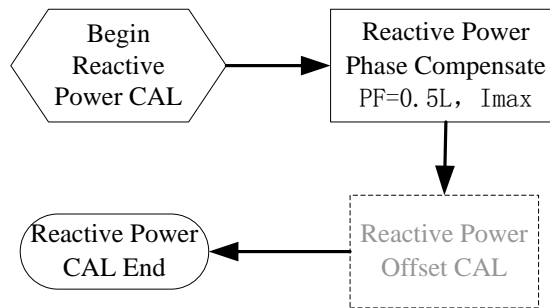 Begin
Reactive
Power CAL
Reactive Power
Phase Compensate
PF=0.5L, Imax
Reactive Power
Offset CAL
Reactive Power
CAL End